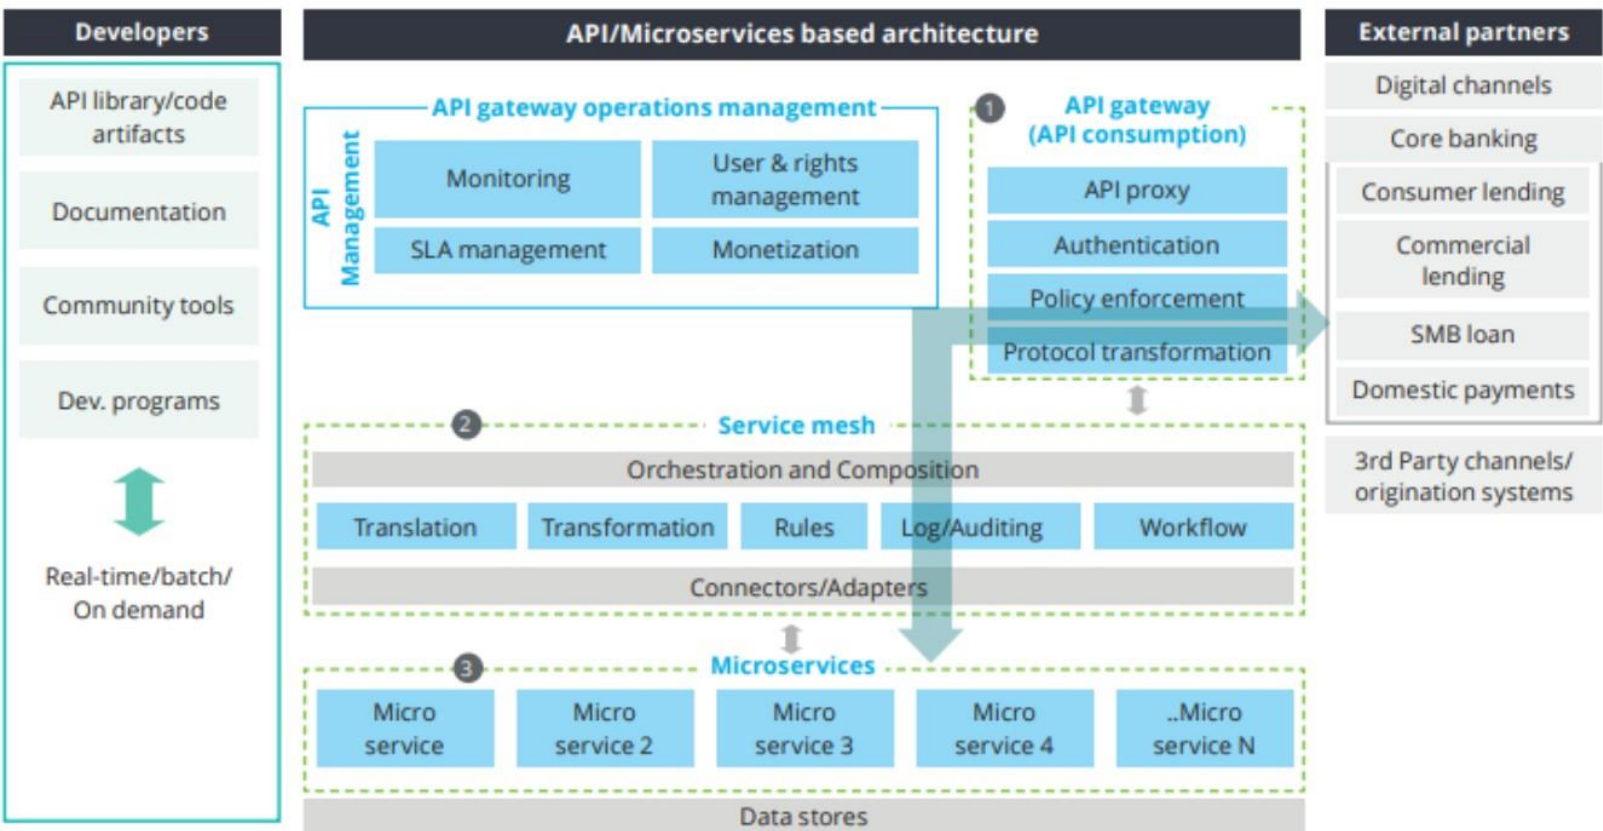 Developers
API library/code
artifacts
Documentation
Community tools
Dev. programs
Real-time/batch/
On demand
API/Microservices based architecture
API gateway operations management
API
Management
Monitoring
User & rights
management
SLA management
Monetization
1
API gateway
(API consumption)
API proxy
Authentication
Policy enforcement
Protocol transformation
2
Service mesh
Orchestration and Composition
Translation
Transformation
Rules
Log/Auditing
Workflow
Connectors/Adapters
3
Microservices
Micro
service
Micro
service 2
Micro
service 3
Micro
service 4
..Micro
service N
Data stores
External partners
Digital channels
Core banking
Consumer lending
Commercial
lending
SMB loan
Domestic payments
3rd Party channels/
origination systems